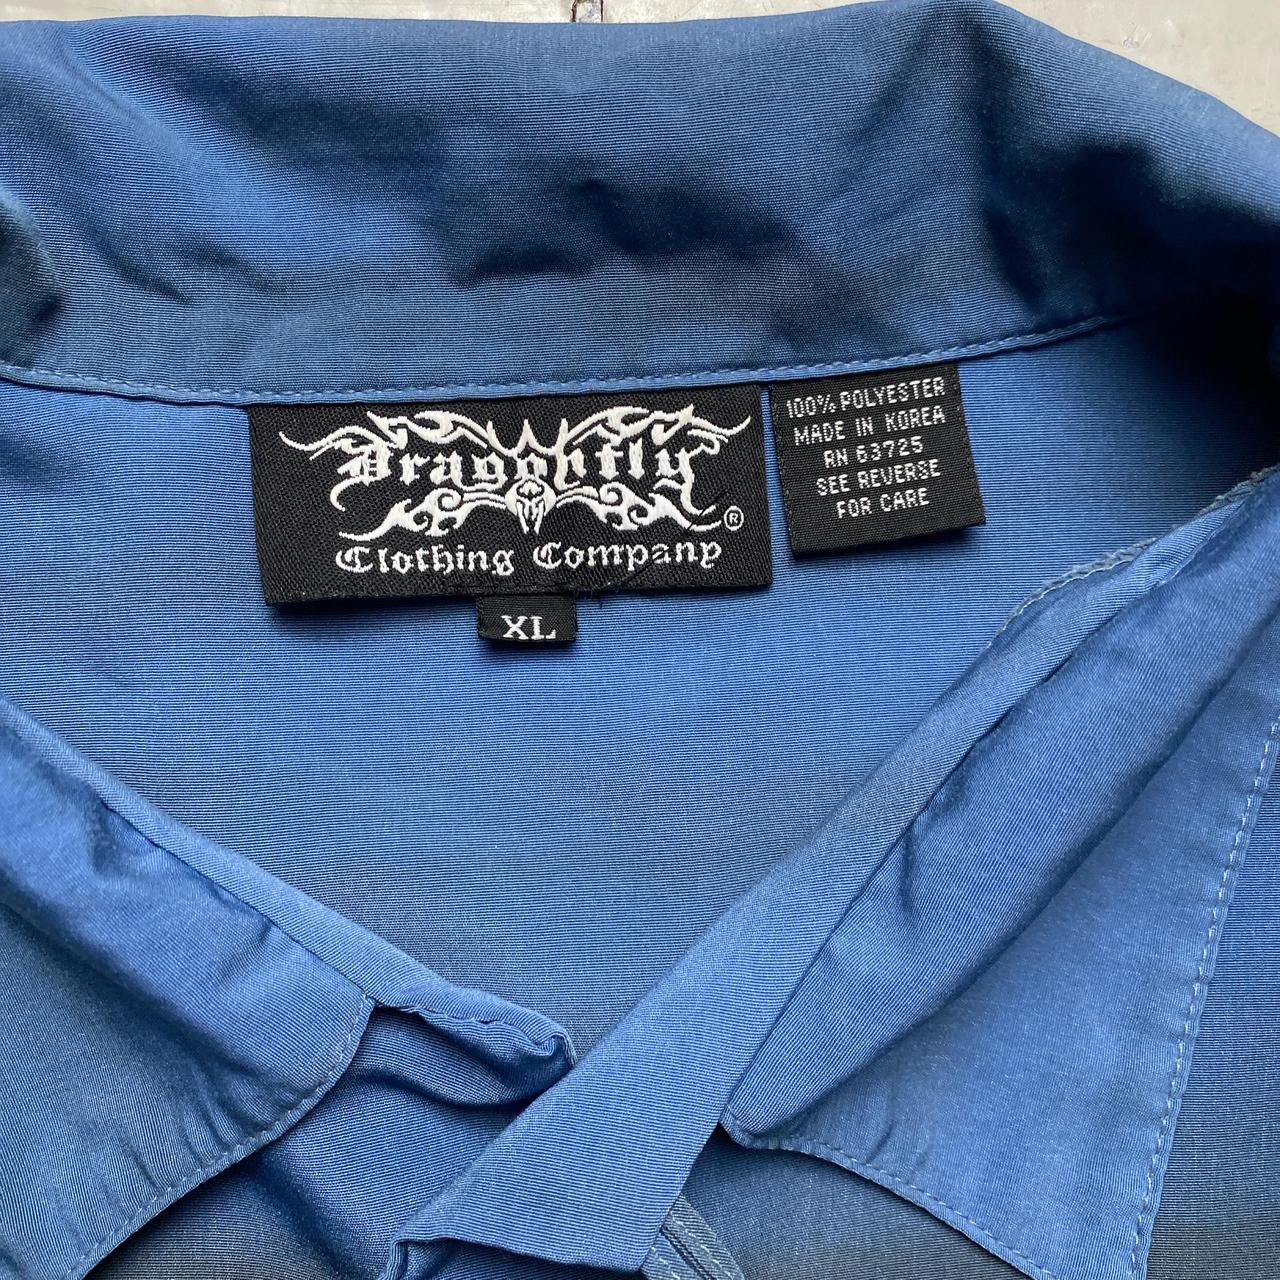 Dragonfly
®
Clothing Company
XL
100% POLYESTER
MADE IN KOREA
RN 63725
SEE REVERSE
FOR CARE